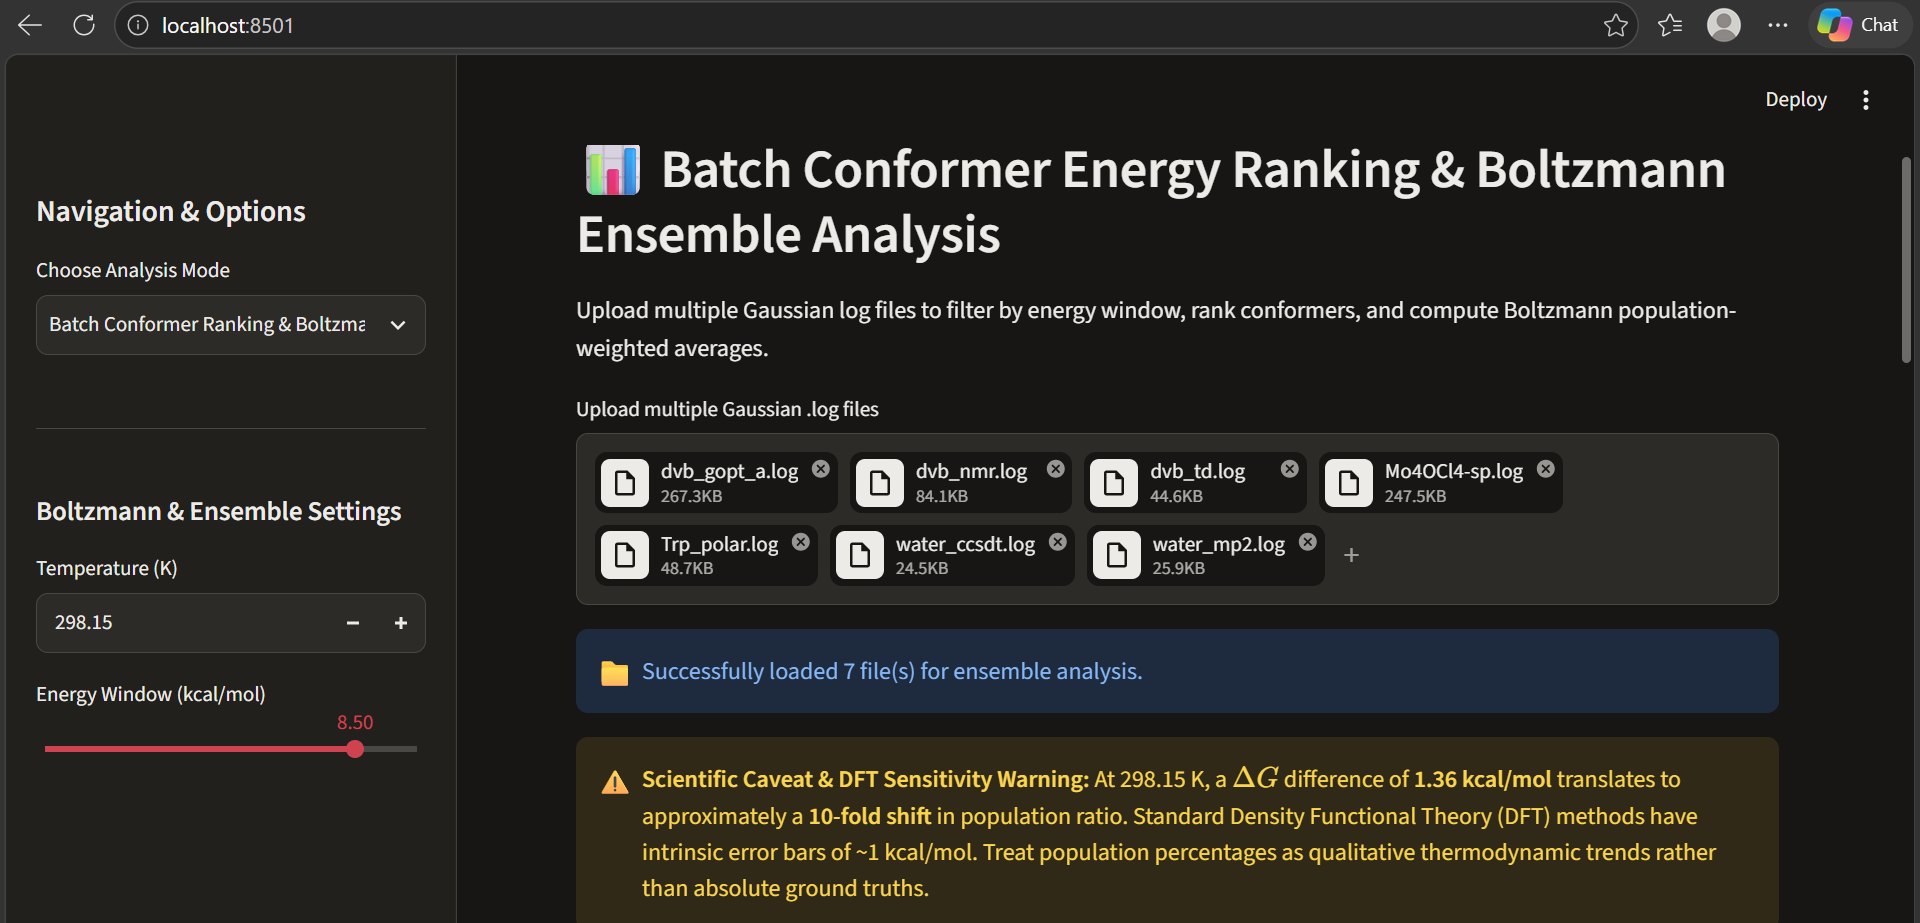 localhost:8501
Chat
Deploy
Navigation & Options
Choose Analysis Mode
Batch Conformer Ranking & Boltzma
Boltzmann & Ensemble Settings
Temperature (K)
298.15
Energy Window (kcal/mol)
8.50
Batch Conformer Energy Ranking & Boltzmann
Ensemble Analysis
Upload multiple Gaussian log files to filter by energy window, rank conformers, and compute Boltzmann population-
weighted averages.
Upload multiple Gaussian .log files
dvb_gopt_a.log
267.3KB
dvb_nmr.log
84.1KB
dvb_td.log
44.6KB
Mo4OCl4-sp.log
247.5KB
Trp_polar.log
48.7KB
water_ccsdt.log
24.5KB
water_mp2.log
25.9KB
Successfully loaded 7 file(s) for ensemble analysis.
Scientific Caveat & DFT Sensitivity Warning: At 298.15 K, a ΔG difference of 1.36 kcal/mol translates to
approximately a 10-fold shift in population ratio. Standard Density Functional Theory (DFT) methods have
intrinsic error bars of ~1 kcal/mol. Treat population percentages as qualitative thermodynamic trends rather
than absolute ground truths.